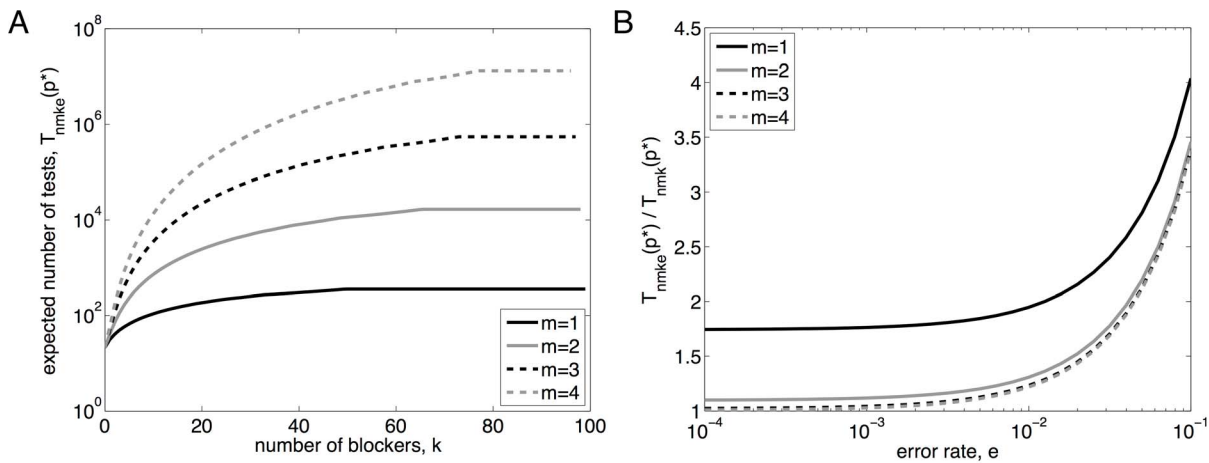 A
expected number of tests, T_nmke(p*)
10^8
10^6
10^4
10^2
10^0
0 20 40 60 80 100
number of blockers, k
m=1
m=2
m=3
m=4
B
T_nmke(p*) / T_nmk(p*)
4.5
4
3.5
3
2.5
2
1.5
1
10^−4 10^−3 10^−2 10^−1
error rate, e
m=1
m=2
m=3
m=4